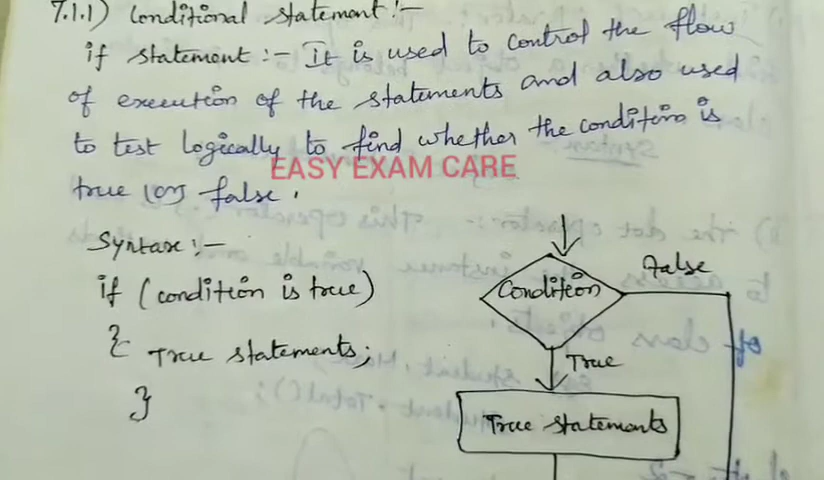 7.1.1) Conditional statement :-
if statement :- It is used to control the flow
of execution of the statements and also used
to test logically to find whether the condition is
EASY EXAM CARE
true (or) false.
Syntax :-
if (condition is true)
{ True statements;
}
Condition
False
True
True statements